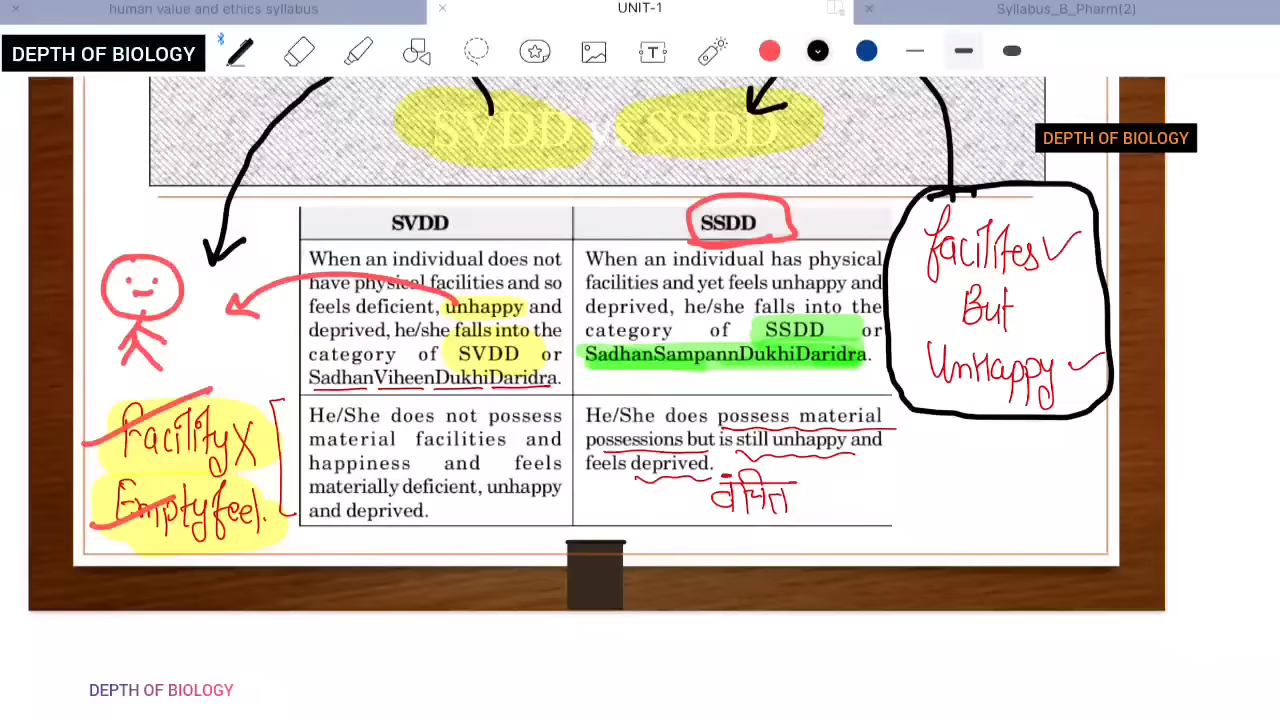 human value and ethics syllabus
UNIT-1
Syllabus_B_Pharm(2)
DEPTH OF BIOLOGY
T
SVDD v SSDD
DEPTH OF BIOLOGY
SVDD
SSDD
When an individual does not
have physical facilities and so
feels deficient, unhappy and
deprived, he/she falls into the
category of SVDD or
SadhanViheenDukhiDaridra.
When an individual has physical
facilities and yet feels unhappy and
deprived, he/she falls into the
category of SSDD or
SadhanSampannDukhiDaridra.
He/She does not possess
material facilities and
happiness and feels
materially deficient, unhappy
and deprived.
He/She does possess material
possessions but is still unhappy and
feels deprived.
वंचित
Facility X
Empty feel.
facilites ✓
But
UnHappy ✓
DEPTH OF BIOLOGY